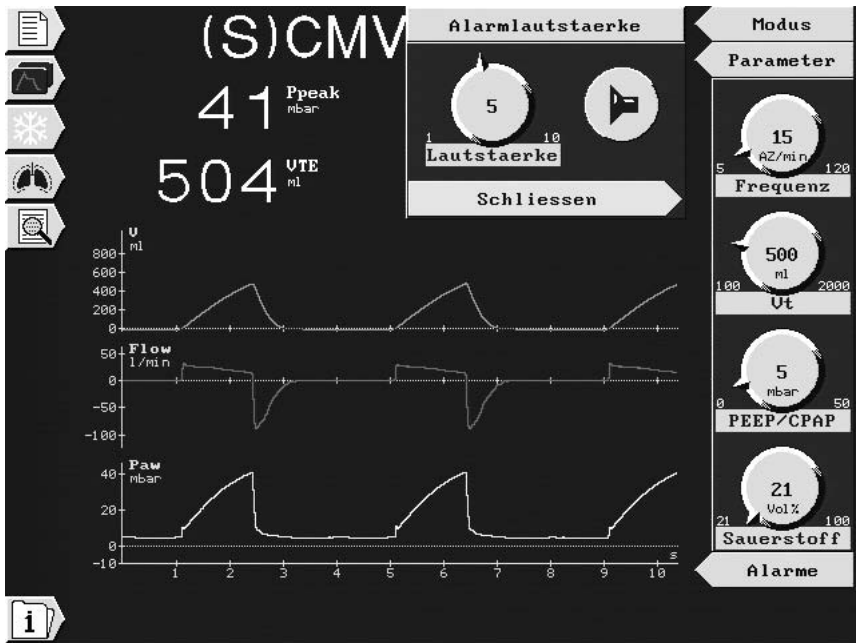 (S)CMV
41 Ppeak
mbar
504 VTE
ml
Alarmlautstaerke
5
1 10
Lautstaerke
Schliessen
Modus
Parameter
15
AZ/min
5 120
Frequenz
500
ml
100 2000
Vt
5
mbar
0 50
PEEP/CPAP
21
Vol%
21 100
Sauerstoff
Alarme
V
ml
800
600
400
200
0
Flow
l/min
50
0
-50
-100
Paw
mbar
40
20
0
-10
s
1 2 3 4 5 6 7 8 9 10
i